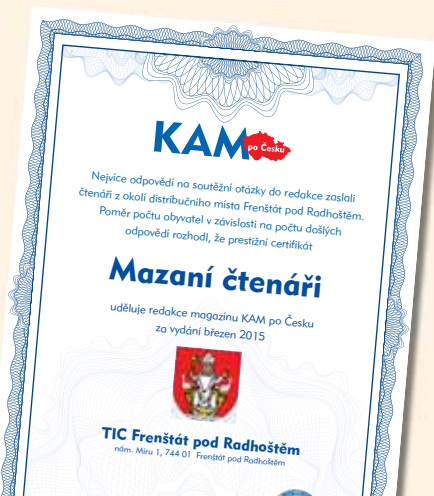 KAM po Česku
Nejvíce odpovědí na soutěžní otázky do redakce zaslali
čtenáři z okolí distribučního místa Frenštát pod Radhoštěm.
Poměr počtu obyvatel v závislosti na počtu došlých
odpovědí rozhodl, že prestižní certifikát
Mazaní čtenáři
uděluje redakce magazínu KAM po Česku
za vydání březen 2015
TIC Frenštát pod Radhoštěm
nám. Míru 1, 744 01 Frenštát pod Radhoštěm